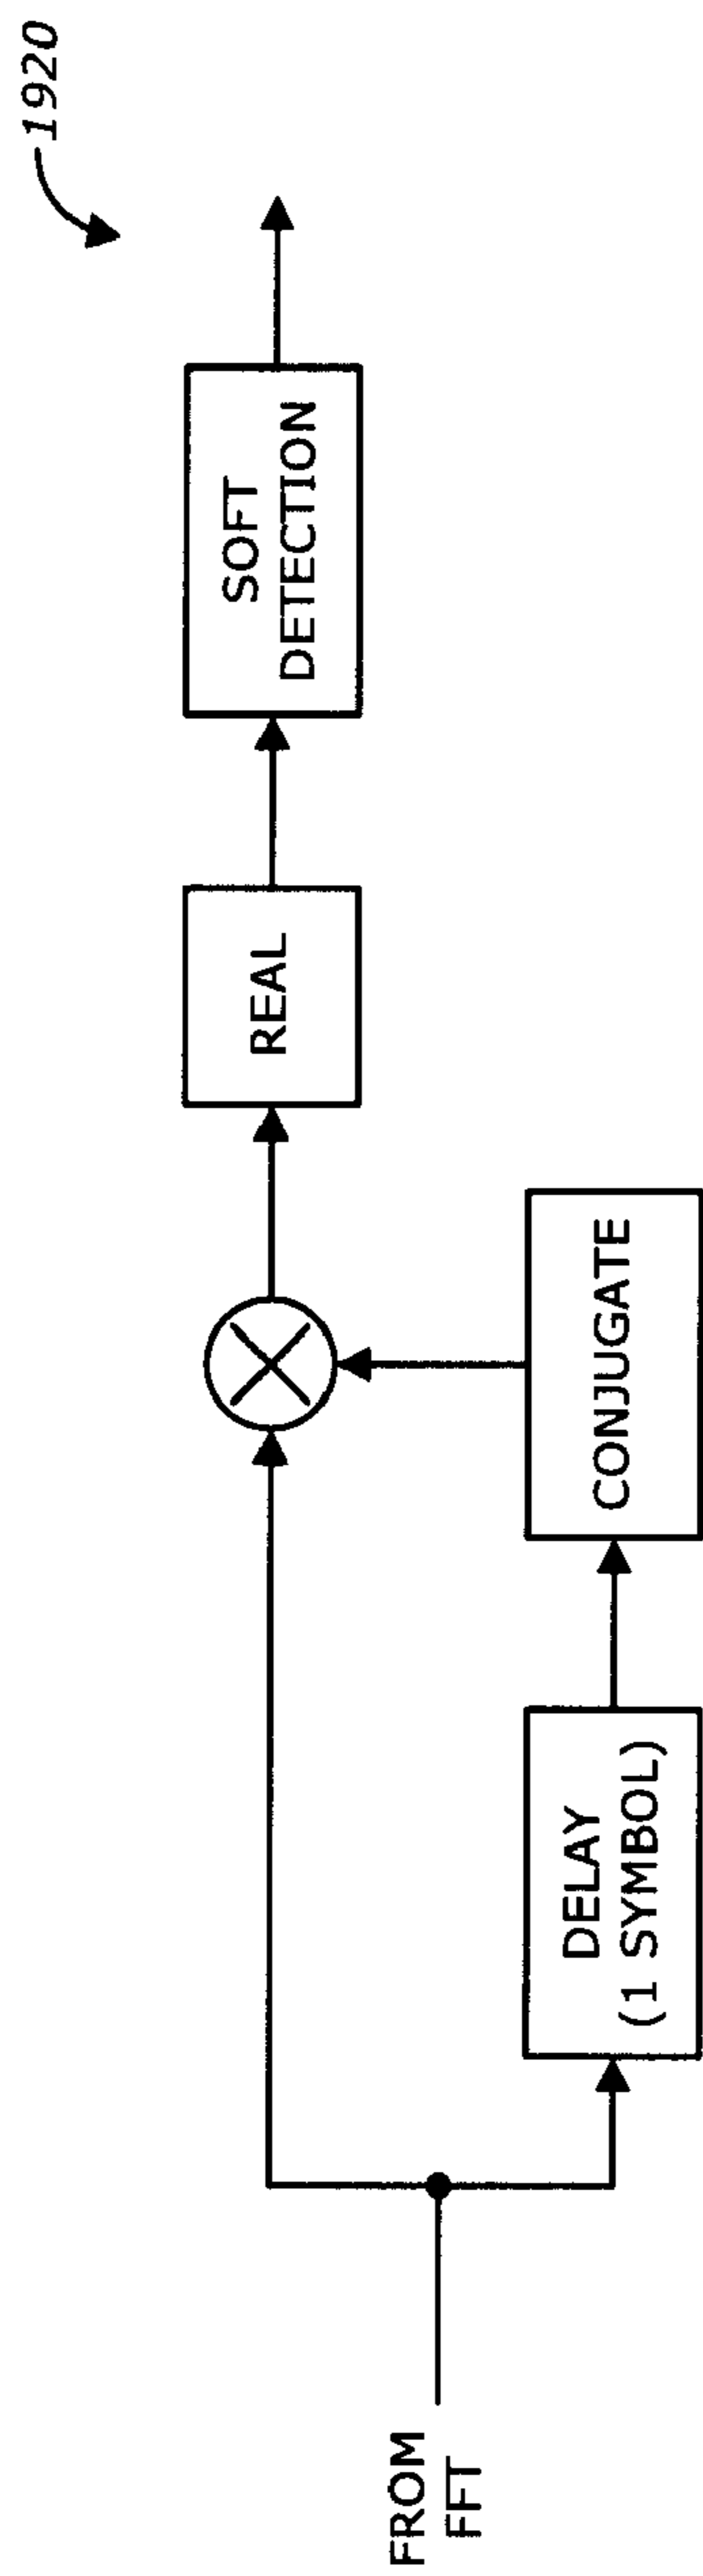 1920
FROM
FFT
DELAY
(1 SYMBOL)
CONJUGATE
REAL
SOFT
DETECTION